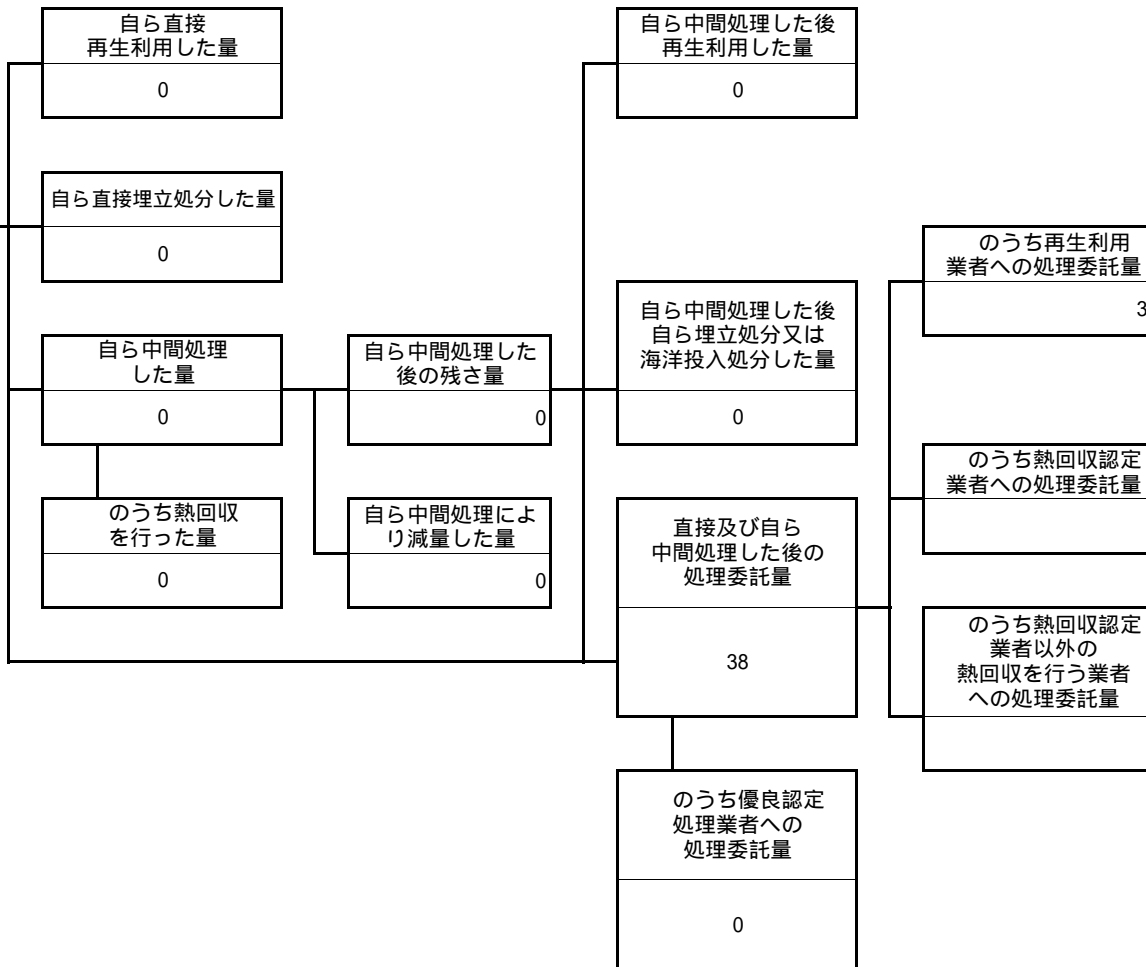 自ら直接
再生利用した量
0
自ら直接埋立処分した量
0
自ら中間処理
した量
0
のうち熱回収
を行った量
0
自ら中間処理した
後の残さ量
0
自ら中間処理によ
り減量した量
0
自ら中間処理した後
再生利用した量
0
自ら中間処理した後
自ら埋立処分又は
海洋投入処分した量
0
直接及び自ら
中間処理した後の
処理委託量
38
のうち優良認定
処理業者への
処理委託量
0
のうち再生利用
業者への処理委託量
3
のうち熱回収認定
業者への処理委託量
のうち熱回収認定
業者以外の
熱回収を行う業者
への処理委託量